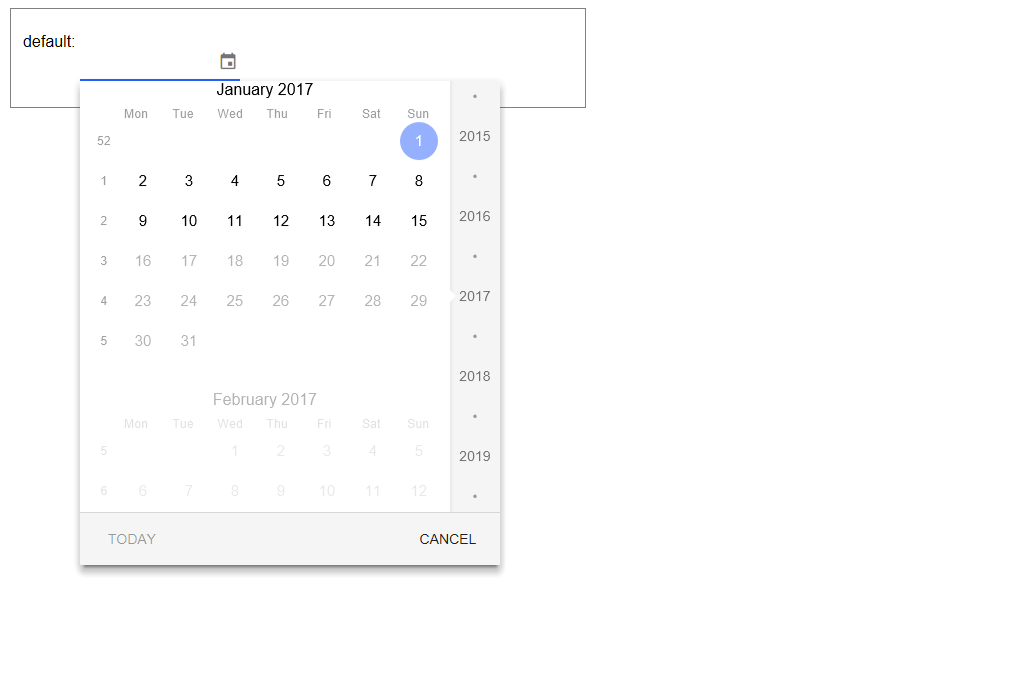 default:
January 2017
Mon Tue Wed Thu Fri Sat Sun
52 1
1 2 3 4 5 6 7 8
2 9 10 11 12 13 14 15
3 16 17 18 19 20 21 22
4 23 24 25 26 27 28 29
5 30 31
February 2017
Mon Tue Wed Thu Fri Sat Sun
5 1 2 3 4 5
6 6 7 8 9 10 11 12
2015
2016
2017
2018
2019
TODAY CANCEL